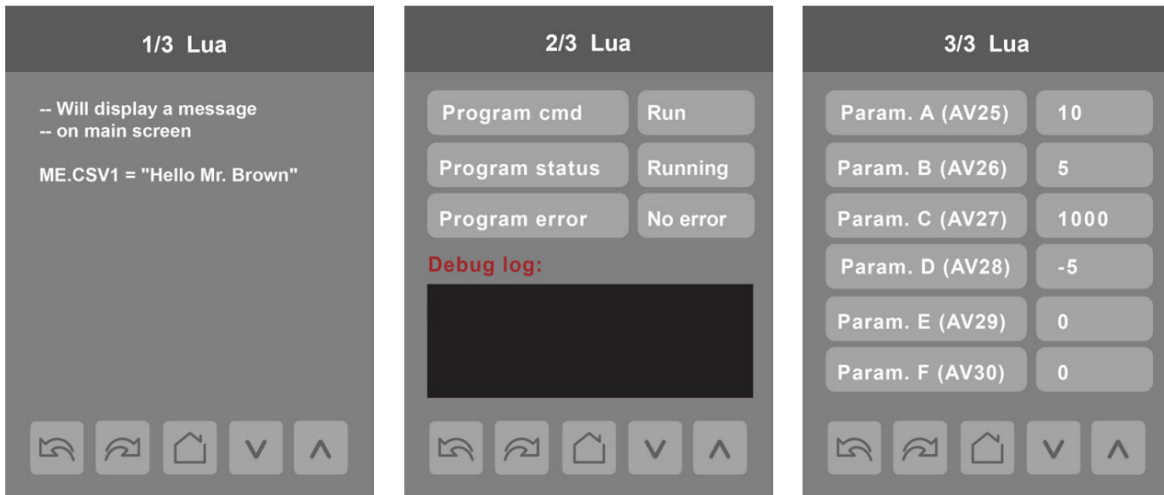 1/3 Lua
-- Will display a message
-- on main screen
ME.CSV1 = "Hello Mr. Brown"
2/3 Lua
Program cmd Run
Program status Running
Program error No error
Debug log:
3/3 Lua
Param. A (AV25) 10
Param. B (AV26) 5
Param. C (AV27) 1000
Param. D (AV28) -5
Param. E (AV29) 0
Param. F (AV30) 0